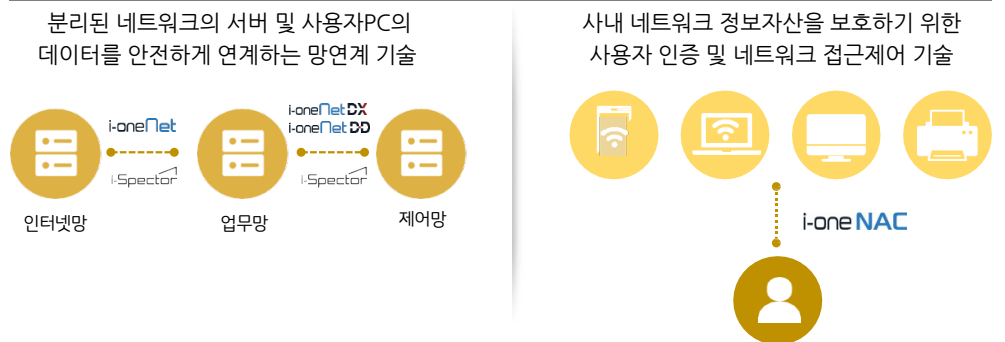 분리된 네트워크의 서버 및 사용자PC의
데이터를 안전하게 연계하는 망연계 기술
i-oneNet
i-Spector
i-oneNet DX
i-oneNet DD
i-Spector
인터넷망
업무망
제어망
사내 네트워크 정보자산을 보호하기 위한
사용자 인증 및 네트워크 접근제어 기술
i-one NAC